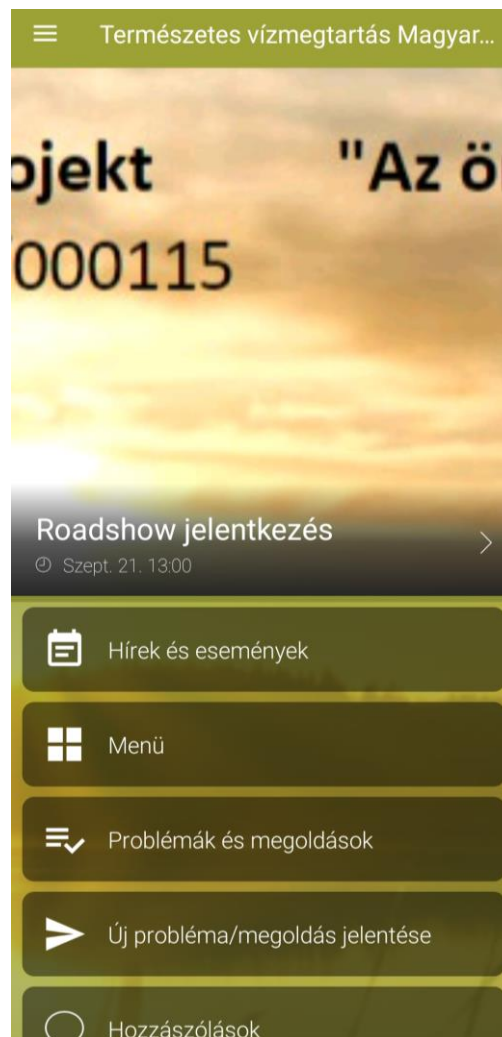 Természetes vízmegtartás Magyar...
ojekt "Az ö
000115
Roadshow jelentkezés
Szept. 21. 13:00
Hírek és események
Menü
Problémák és megoldások
Új probléma/megoldás jelentése
Hozzászólások